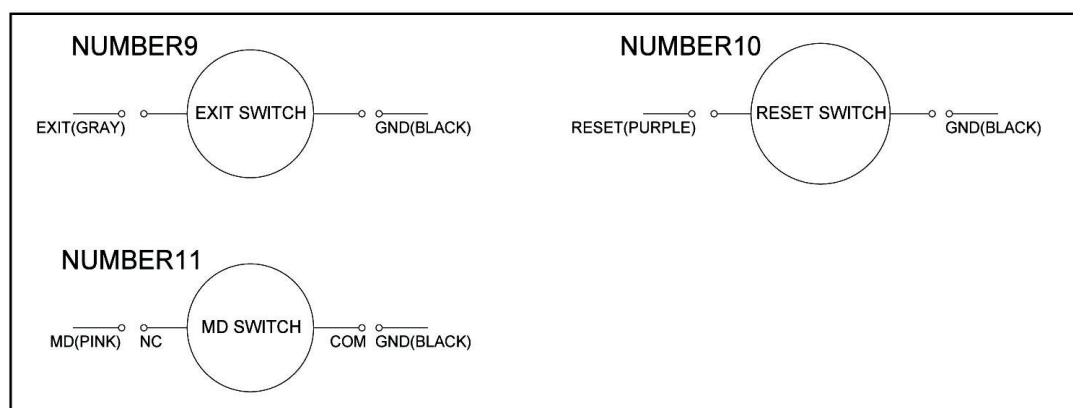 NUMBER9
EXIT SWITCH
EXIT(GRAY)
GND(BLACK)
NUMBER10
RESET SWITCH
RESET(PURPLE)
GND(BLACK)
NUMBER11
MD SWITCH
MD(PINK) NC
COM GND(BLACK)